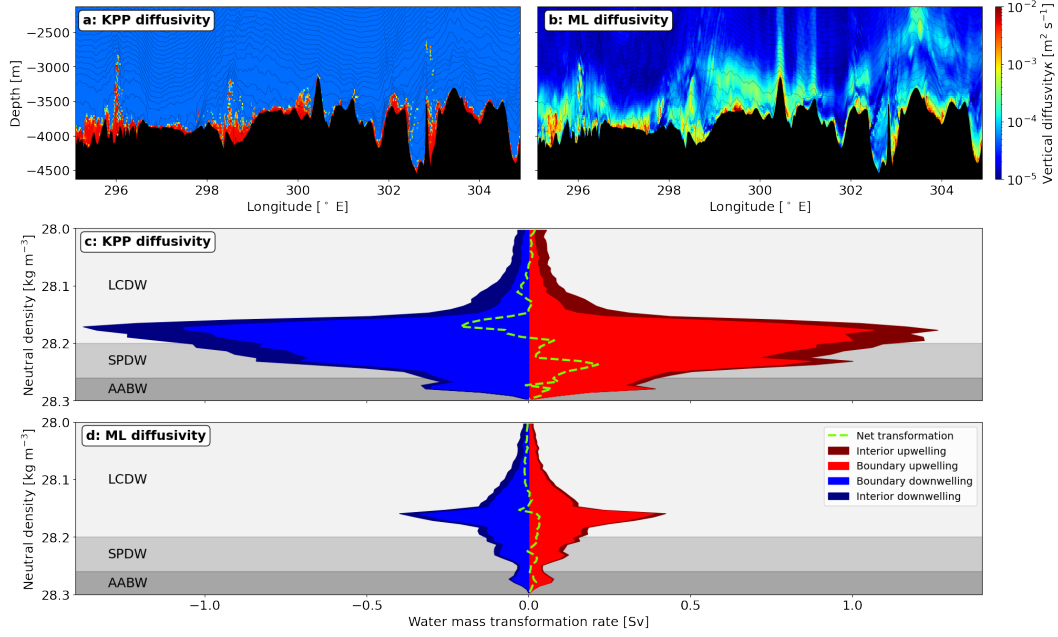 a: KPP diffusivity
b: ML diffusivity
−2500
−3000
−3500
−4000
−4500
Depth [m]
296
298
300
302
304
296
298
300
302
304
Longitude [° E]
Longitude [° E]
10⁻²
10⁻³
10⁻⁴
10⁻⁵
Vertical diffusivityκ [m² s⁻¹]
c: KPP diffusivity
28.0
28.1
28.2
28.3
Neutral density [kg m⁻³]
LCDW
SPDW
AABW
d: ML diffusivity
28.0
28.1
28.2
28.3
Neutral density [kg m⁻³]
LCDW
SPDW
AABW
Net transformation
Interior upwelling
Boundary upwelling
Boundary downwelling
Interior downwelling
−1.0
−0.5
0.0
0.5
1.0
Water mass transformation rate [Sv]